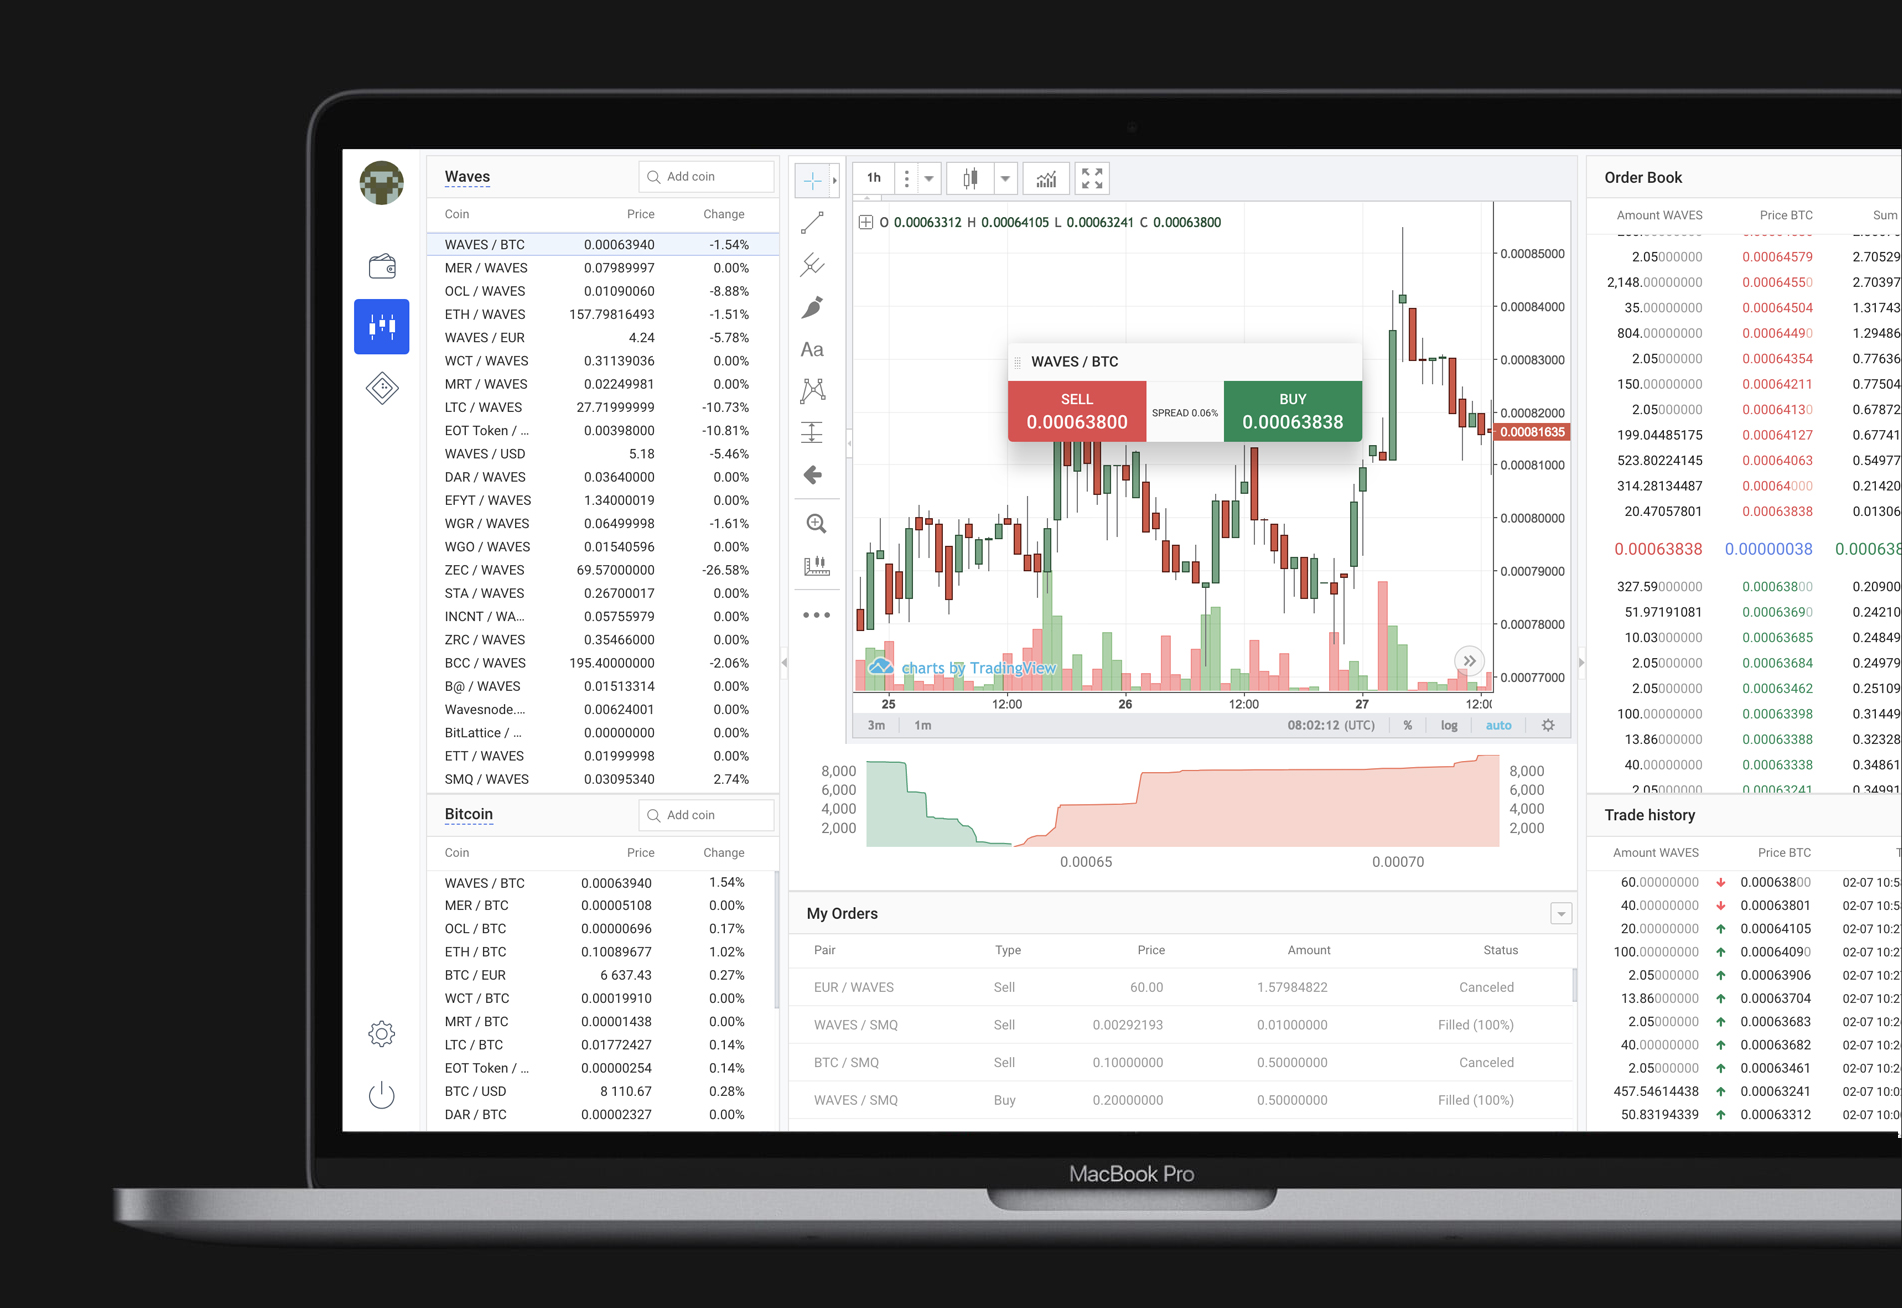 Waves
Add coin
Coin Price Change
WAVES / BTC 0.00063940 -1.54%
MER / WAVES 0.07989997 0.00%
OCL / WAVES 0.01090060 -8.88%
ETH / WAVES 157.79816493 -1.51%
WAVES / EUR 4.24 -5.78%
WCT / WAVES 0.31139036 0.00%
MRT / WAVES 0.02249981 0.00%
LTC / WAVES 27.71999999 -10.73%
EOT Token / ... 0.00398000 -10.81%
WAVES / USD 5.18 -5.46%
DAR / WAVES 0.03640000 0.00%
EFYT / WAVES 1.34000019 0.00%
WGR / WAVES 0.06499998 -1.61%
WGO / WAVES 0.01540596 0.00%
ZEC / WAVES 69.57000000 -26.58%
STA / WAVES 0.26700017 0.00%
INCNT / WA... 0.05755979 0.00%
ZRC / WAVES 0.35466000 0.00%
BCC / WAVES 195.40000000 -2.06%
B@ / WAVES 0.01513314 0.00%
Wavesnode.... 0.00624001 0.00%
BitLattice / ... 0.00000000 0.00%
ETT / WAVES 0.01999998 0.00%
SMQ / WAVES 0.03095340 2.74%
Bitcoin
Add coin
Coin Price Change
WAVES / BTC 0.00063940 1.54%
MER / BTC 0.00005108 0.00%
OCL / BTC 0.00000696 0.17%
ETH / BTC 0.10089677 1.02%
BTC / EUR 6 637.43 0.27%
WCT / BTC 0.00019910 0.00%
MRT / BTC 0.00001438 0.00%
LTC / BTC 0.01772427 0.14%
EOT Token / ... 0.00000254 0.14%
BTC / USD 8 110.67 0.28%
DAR / BTC 0.00002327 0.00%
1h
Aa
O 0.00063312 H 0.00064105 L 0.00063241 C 0.00063800
0.00085000
0.00084000
0.00083000
0.00082000
0.00081635
0.00081000
0.00080000
0.00079000
0.00078000
0.00077000
WAVES / BTC
SELL
0.00063800
SPREAD 0.06%
BUY
0.00063838
charts by TradingView
25 12:00 26 12:00 27 12:00
3m 1m 08:02:12 (UTC) % log auto
8,000 8,000
6,000 6,000
4,000 4,000
2,000 2,000
0.00065 0.00070
My Orders
Pair Type Price Amount Status
EUR / WAVES Sell 60.00 1.57984822 Canceled
WAVES / SMQ Sell 0.00292193 0.01000000 Filled (100%)
BTC / SMQ Sell 0.10000000 0.50000000 Canceled
WAVES / SMQ Buy 0.20000000 0.50000000 Filled (100%)
Order Book
Amount WAVES Price BTC Sum
2.05000000 0.00064579 2.70529
2,148.00000000 0.00064550 2.70397
35.00000000 0.00064504 1.31743
804.00000000 0.00064490 1.29486
2.05000000 0.00064354 0.77636
150.00000000 0.00064211 0.77504
2.05000000 0.00064130 0.67872
199.04485175 0.00064127 0.67741
523.80224145 0.00064063 0.54977
314.28134487 0.00064000 0.21420
20.47057801 0.00063838 0.01306
0.00063838 0.00000038 0.000638
327.59000000 0.00063800 0.20900
51.97191081 0.00063690 0.24210
10.03000000 0.00063685 0.24849
2.05000000 0.00063684 0.24979
2.05000000 0.00063462 0.25109
100.00000000 0.00063398 0.31449
13.86000000 0.00063388 0.32328
40.00000000 0.00063338 0.34861
2.05000000 0.00063241 0.34991
Trade history
Amount WAVES Price BTC T
60.00000000 0.00063800 02-07 10:5
40.00000000 0.00063801 02-07 10:5
20.00000000 0.00064105 02-07 10:2
100.00000000 0.00064090 02-07 10:2
2.05000000 0.00063906 02-07 10:2
13.86000000 0.00063704 02-07 10:2
2.05000000 0.00063683 02-07 10:2
40.00000000 0.00063682 02-07 10:2
2.05000000 0.00063461 02-07 10:2
457.54614438 0.00063241 02-07 10:0
50.83194339 0.00063312 02-07 10:0
MacBook Pro